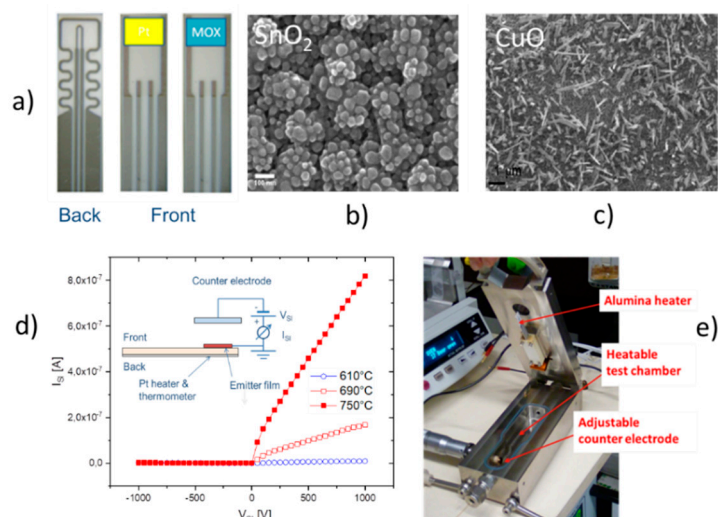 a)
Pt
MOX
Back
Front
SnO2
100 nm
b)
CuO
1 µm
c)
d)
8,0x10-7
6,0x10-7
4,0x10-7
2,0x10-7
0,0
ISI [A]
-1000
-500
0
500
1000
VSI [V]
Counter electrode
-
VSI
+
ISI
Front
Back
Pt heater &
thermometer
Emitter film
610°C
690°C
750°C
e)
Alumina heater
Heatable
test chamber
Adjustable
counter electrode